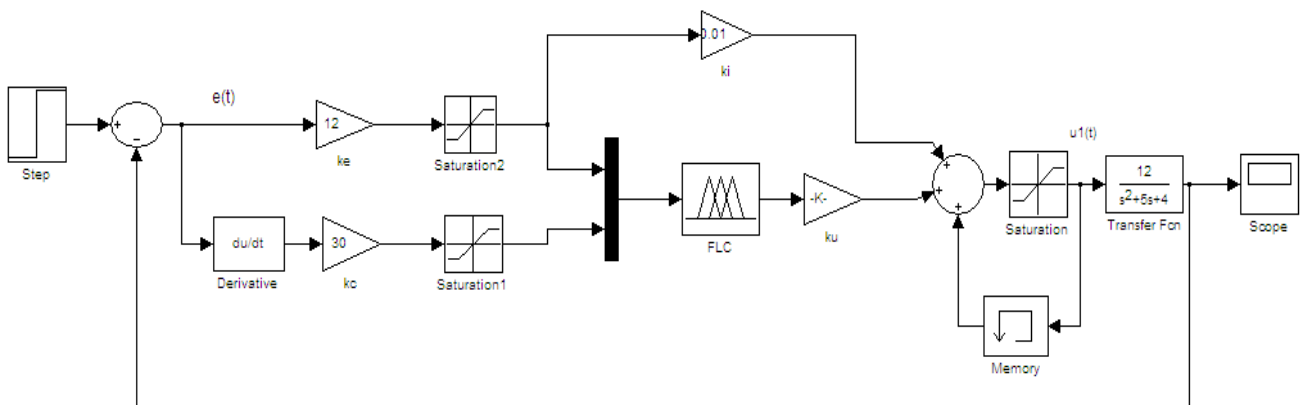 0.01
ki
e(t)
+
-
Step
12
ke
Saturation2
du/dt
Derivative
30
kc
Saturation1
FLC
-K-
ku
+
+
+
Saturation
u1(t)
12
s²+5s+4
Transfer Fcn
Scope
Memory